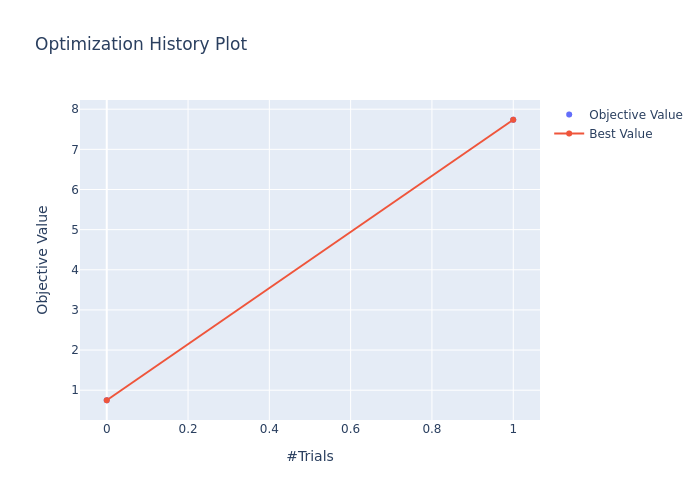 Optimization History Plot
Objective Value
Best Value
8
7
6
5
4
3
2
1
Objective Value
0
0.2
0.4
0.6
0.8
1
#Trials